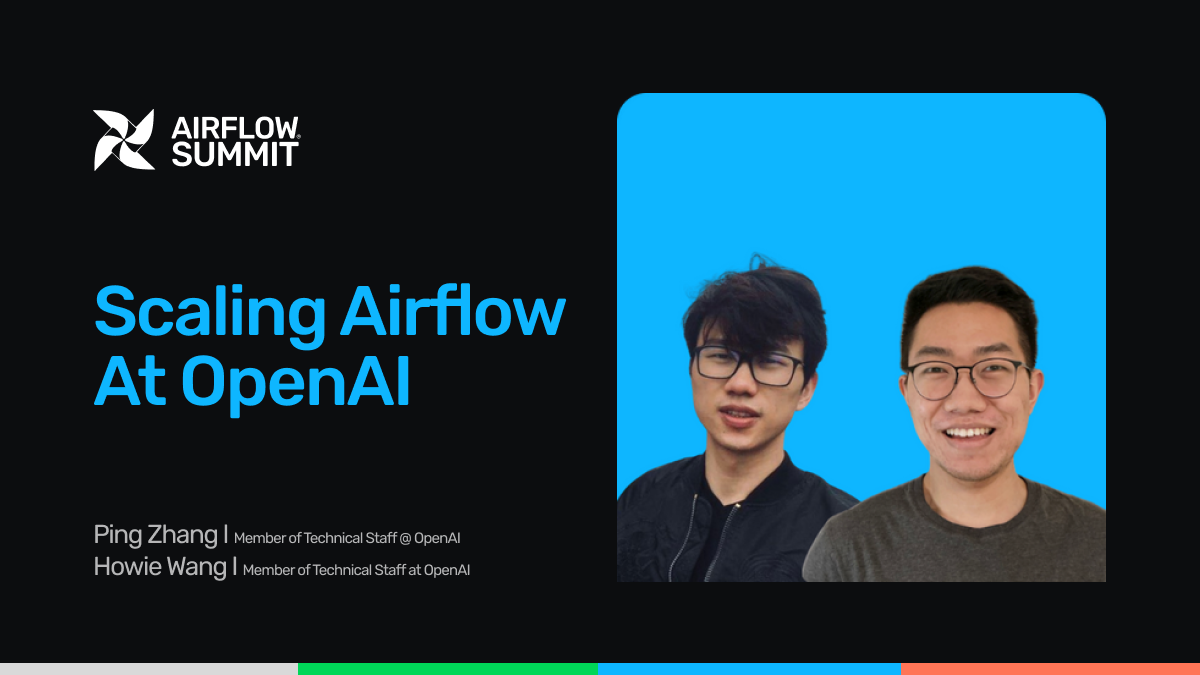 AIRFLOW
SUMMIT®
Scaling Airflow
At OpenAI
Ping Zhang | Member of Technical Staff @ OpenAI
Howie Wang | Member of Technical Staff at OpenAI